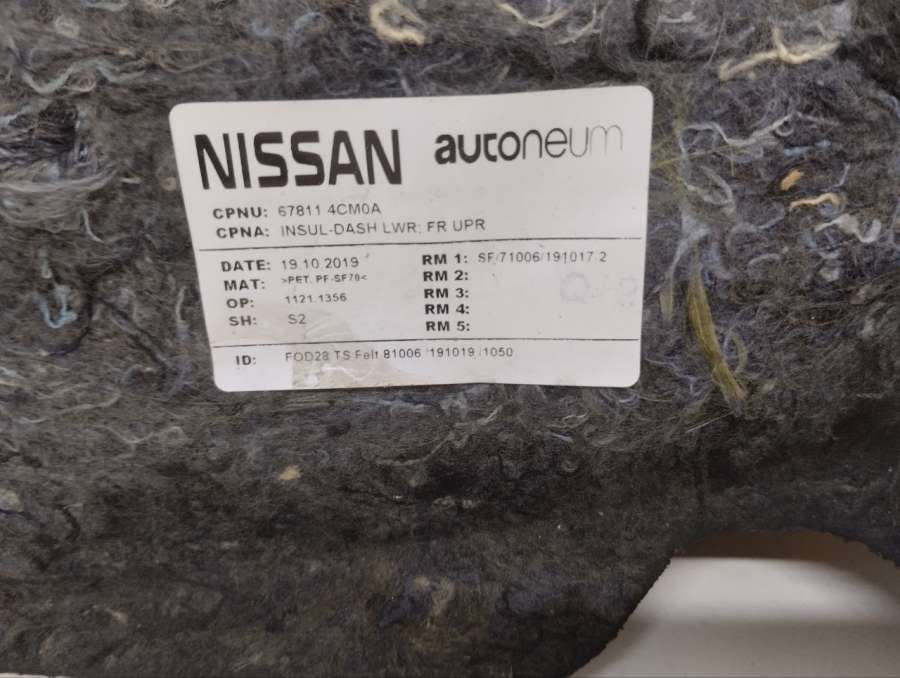 NISSAN autoneum
CPNU: 67811 4CM0A
CPNA: INSUL-DASH LWR; FR UPR
DATE: 19.10.2019
MAT: >PET. PF-SF70<
OP: 1121.1356
SH: S2
RM 1: SF/71006/191017.2
RM 2:
RM 3:
RM 4:
RM 5:
ID: FOD28 TS Felt 81006 /191019 /1050